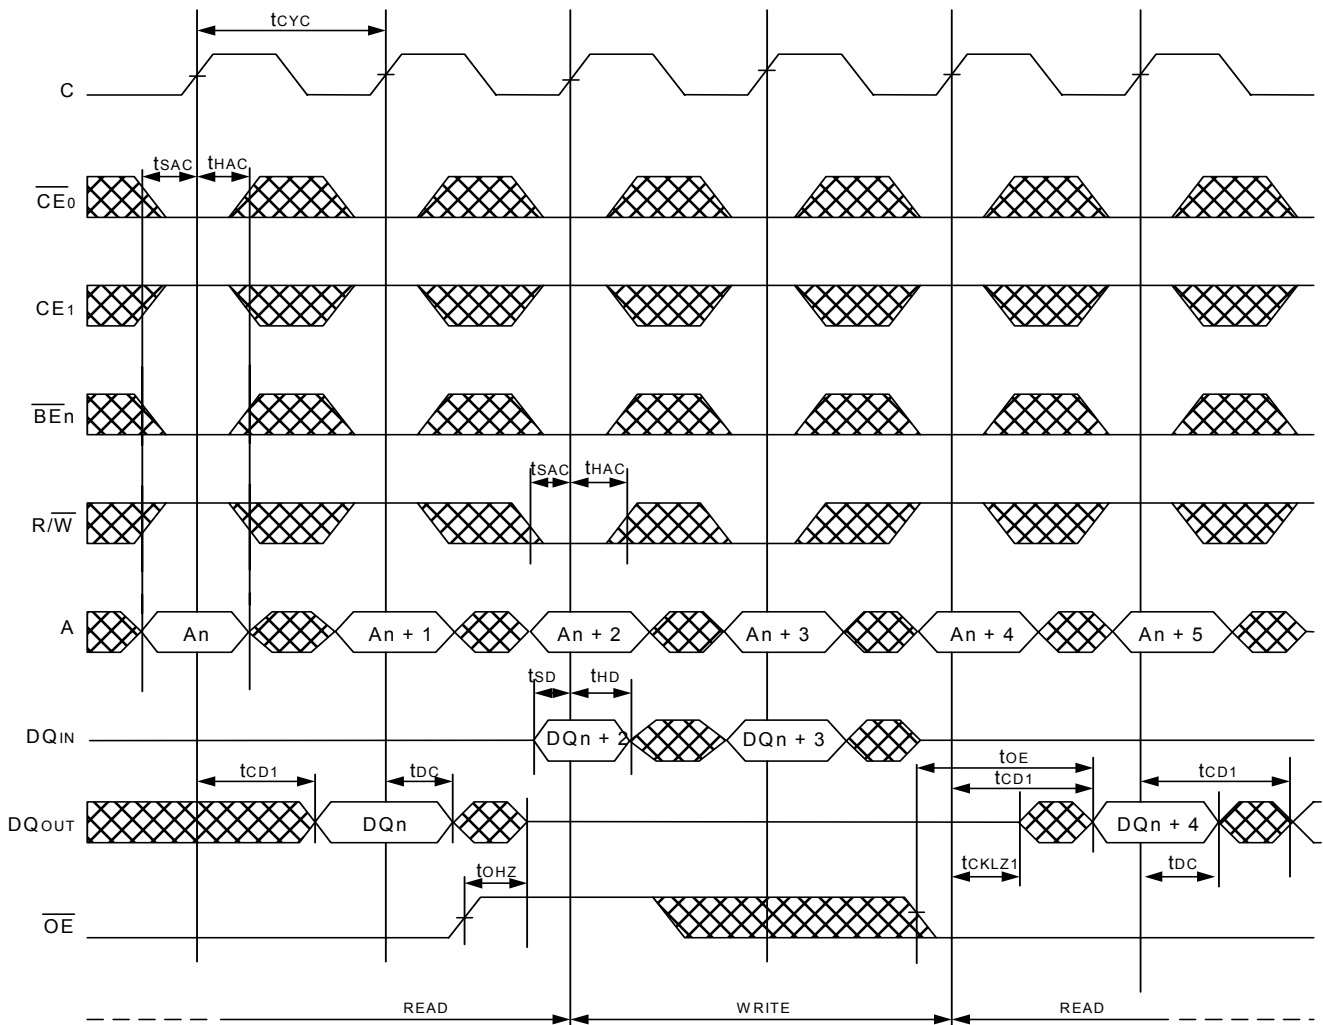 tCYC
C
tSAC tHAC
CE0
CE1
BEn
tSAC tHAC
R/W
A An An + 1 An + 2 An + 3 An + 4 An + 5
tSD tHD
DQIN DQn + 2 DQn + 3
tOE
tCD1 tDC tCD1 tCD1
DQOUT DQn DQn + 4
tOHZ tCKLZ1 tDC
OE
READ WRITE READ